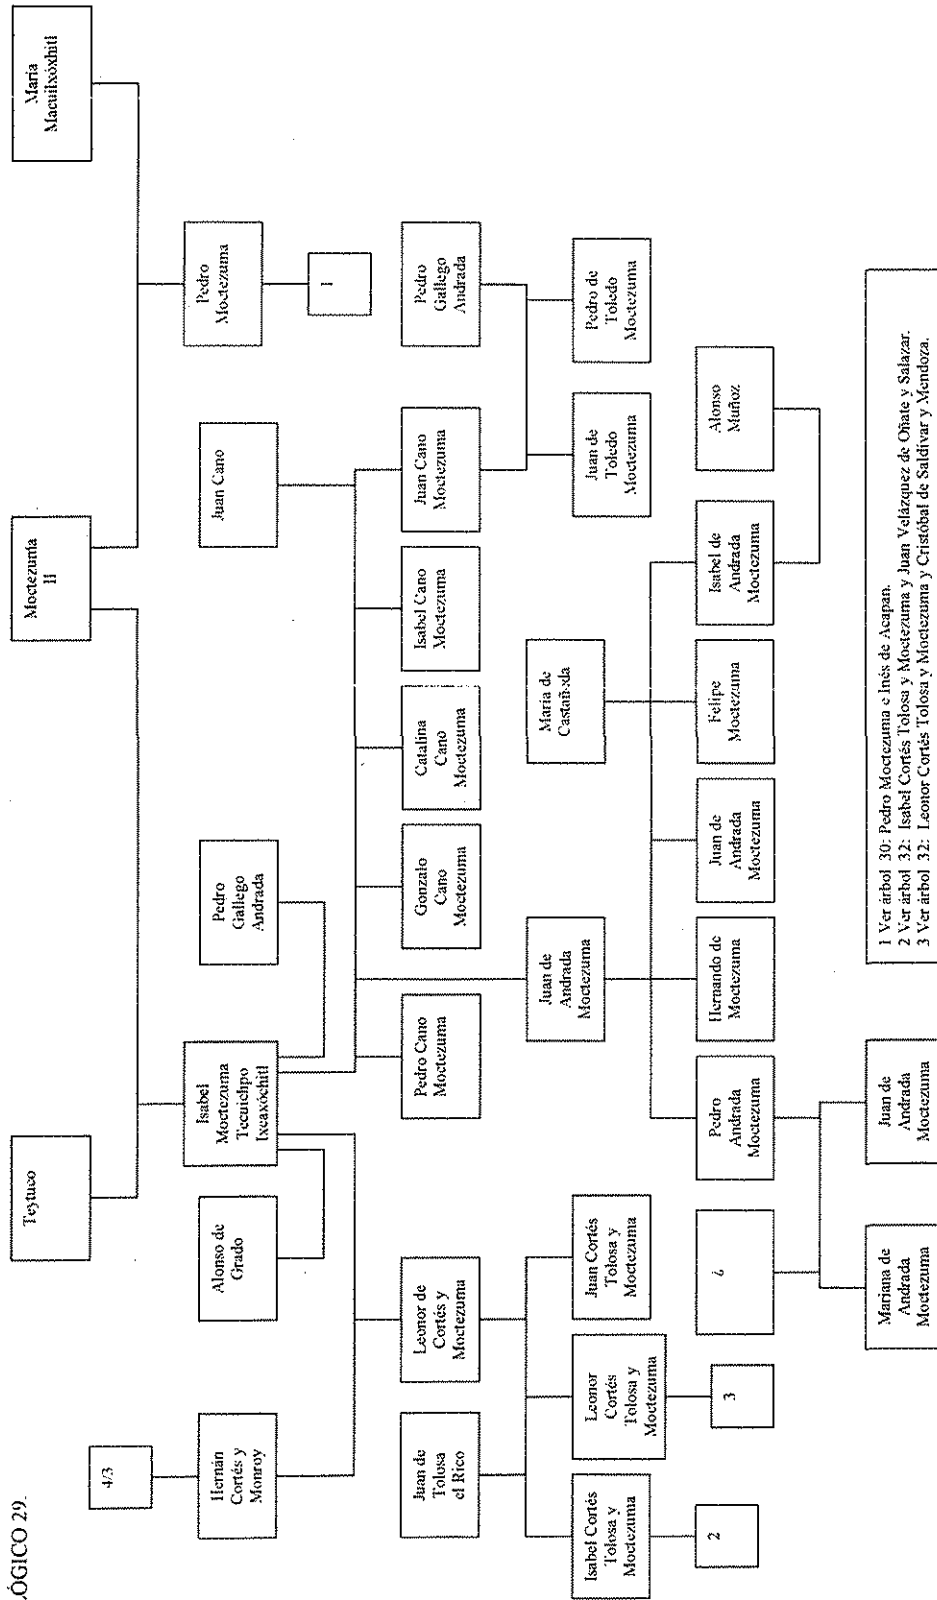 ÓGICO 29.
Teytuco
Moctezuma
II
María
Macuilxóxhitl
4/3
Hernán
Cortés y
Monroy
Alonso de
Grado
Isabel
Moctezuma
Tecuichpo
Ixcaxóchitl
Pedro
Gallego
Andrada
Juan Cano
Pedro
Moctezuma
1
Juan de
Tolosa
el Rico
Leonor de
Cortés y
Moctezuma
Pedro Cano
Moctezuma
Gonzalo
Cano
Moctezuma
Catalina
Cano
Moctezuma
Isabel Cano
Moctezuma
Juan Cano
Moctezuma
Pedro
Gallego
Andrada
Isabel Cortés
Tolosa y
Moctezuma
Leonor
Cortés
Tolosa y
Moctezuma
Juan Cortés
Tolosa y
Moctezuma
Juan de
Andrada
Moctezuma
María de
Castañeda
Juan de
Toledo
Moctezuma
Pedro de
Toledo
Moctezuma
2
3
¿
Pedro
Andrada
Moctezuma
Hernando de
Moctezuma
Juan de
Andrada
Moctezuma
Felipe
Moctezuma
Isabel de
Andrada
Moctezuma
Alonso
Muñoz
Mariana de
Andrada
Moctezuma
Juan de
Andrada
Moctezuma
1 Ver árbol 30: Pedro Moctezuma e Inés de Acapan.
2 Ver árbol 32: Isabel Cortés Tolosa y Moctezuma y Juan Velázquez de Oñate y Salazar.
3 Ver árbol 32: Leonor Cortés Tolosa y Moctezuma y Cristóbal de Saldívar y Mendoza.